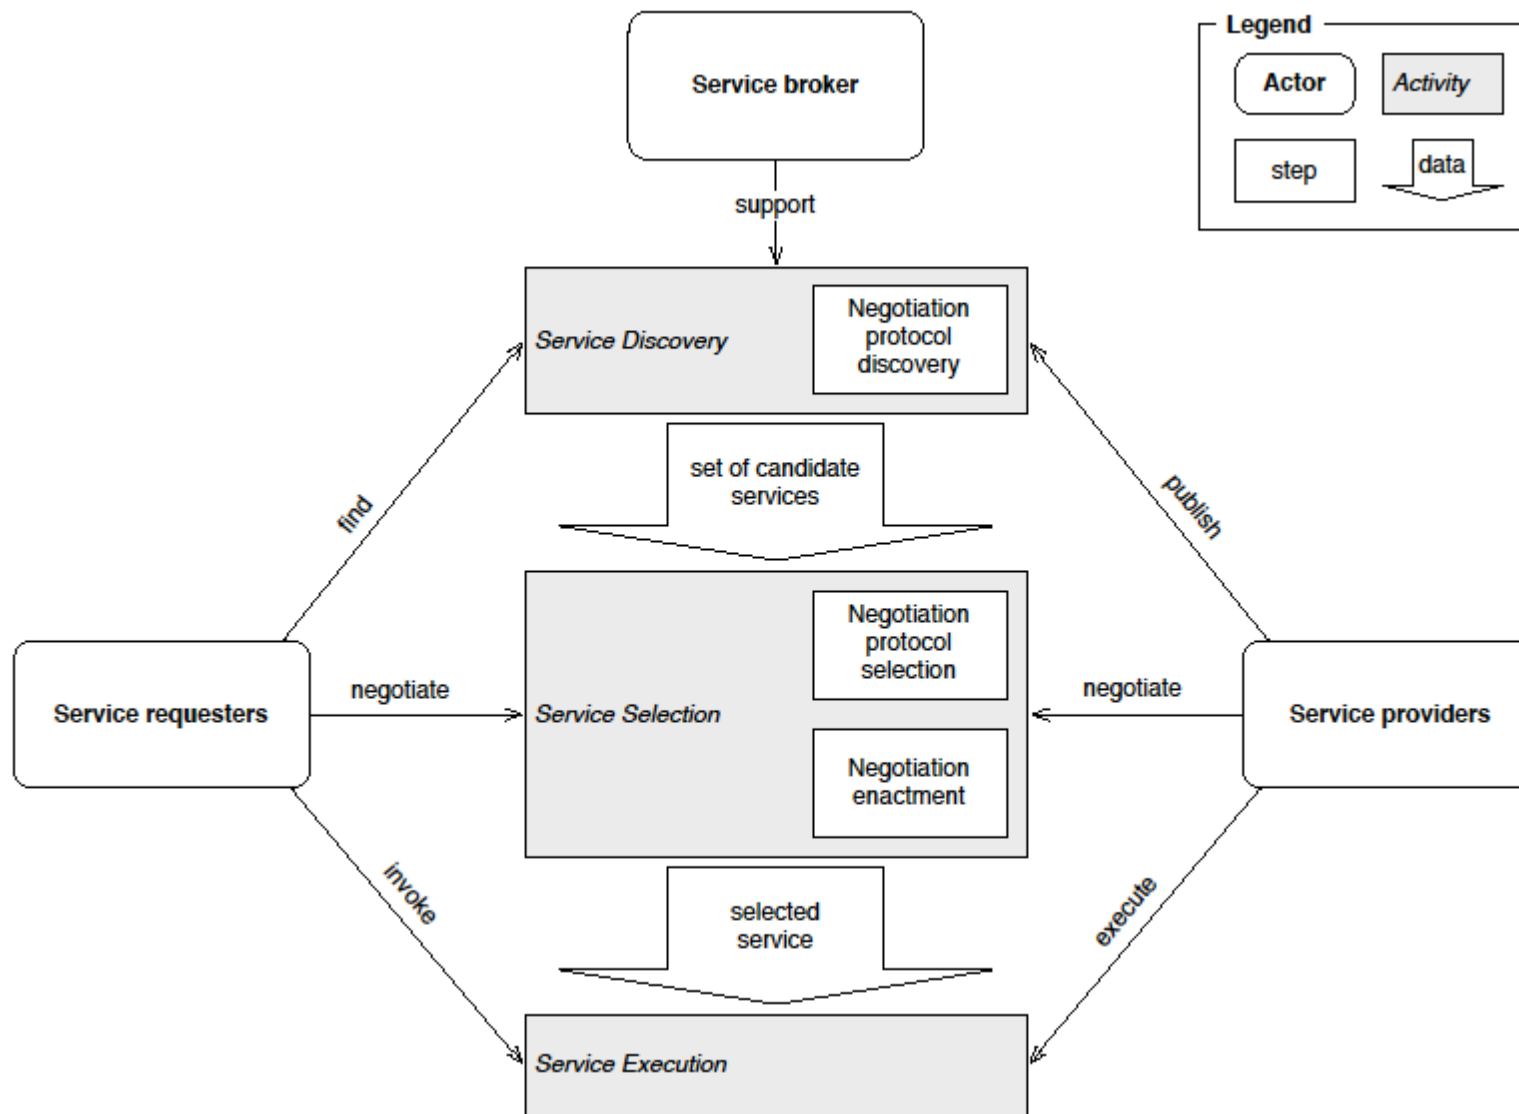 Legend
Actor
Activity
step
data
Service broker
support
Service Discovery
Negotiation
protocol
discovery
find
publish
set of candidate
services
Service requesters
negotiate
Service Selection
Negotiation
protocol
selection
Negotiation
enactment
negotiate
Service providers
invoke
execute
selected
service
Service Execution